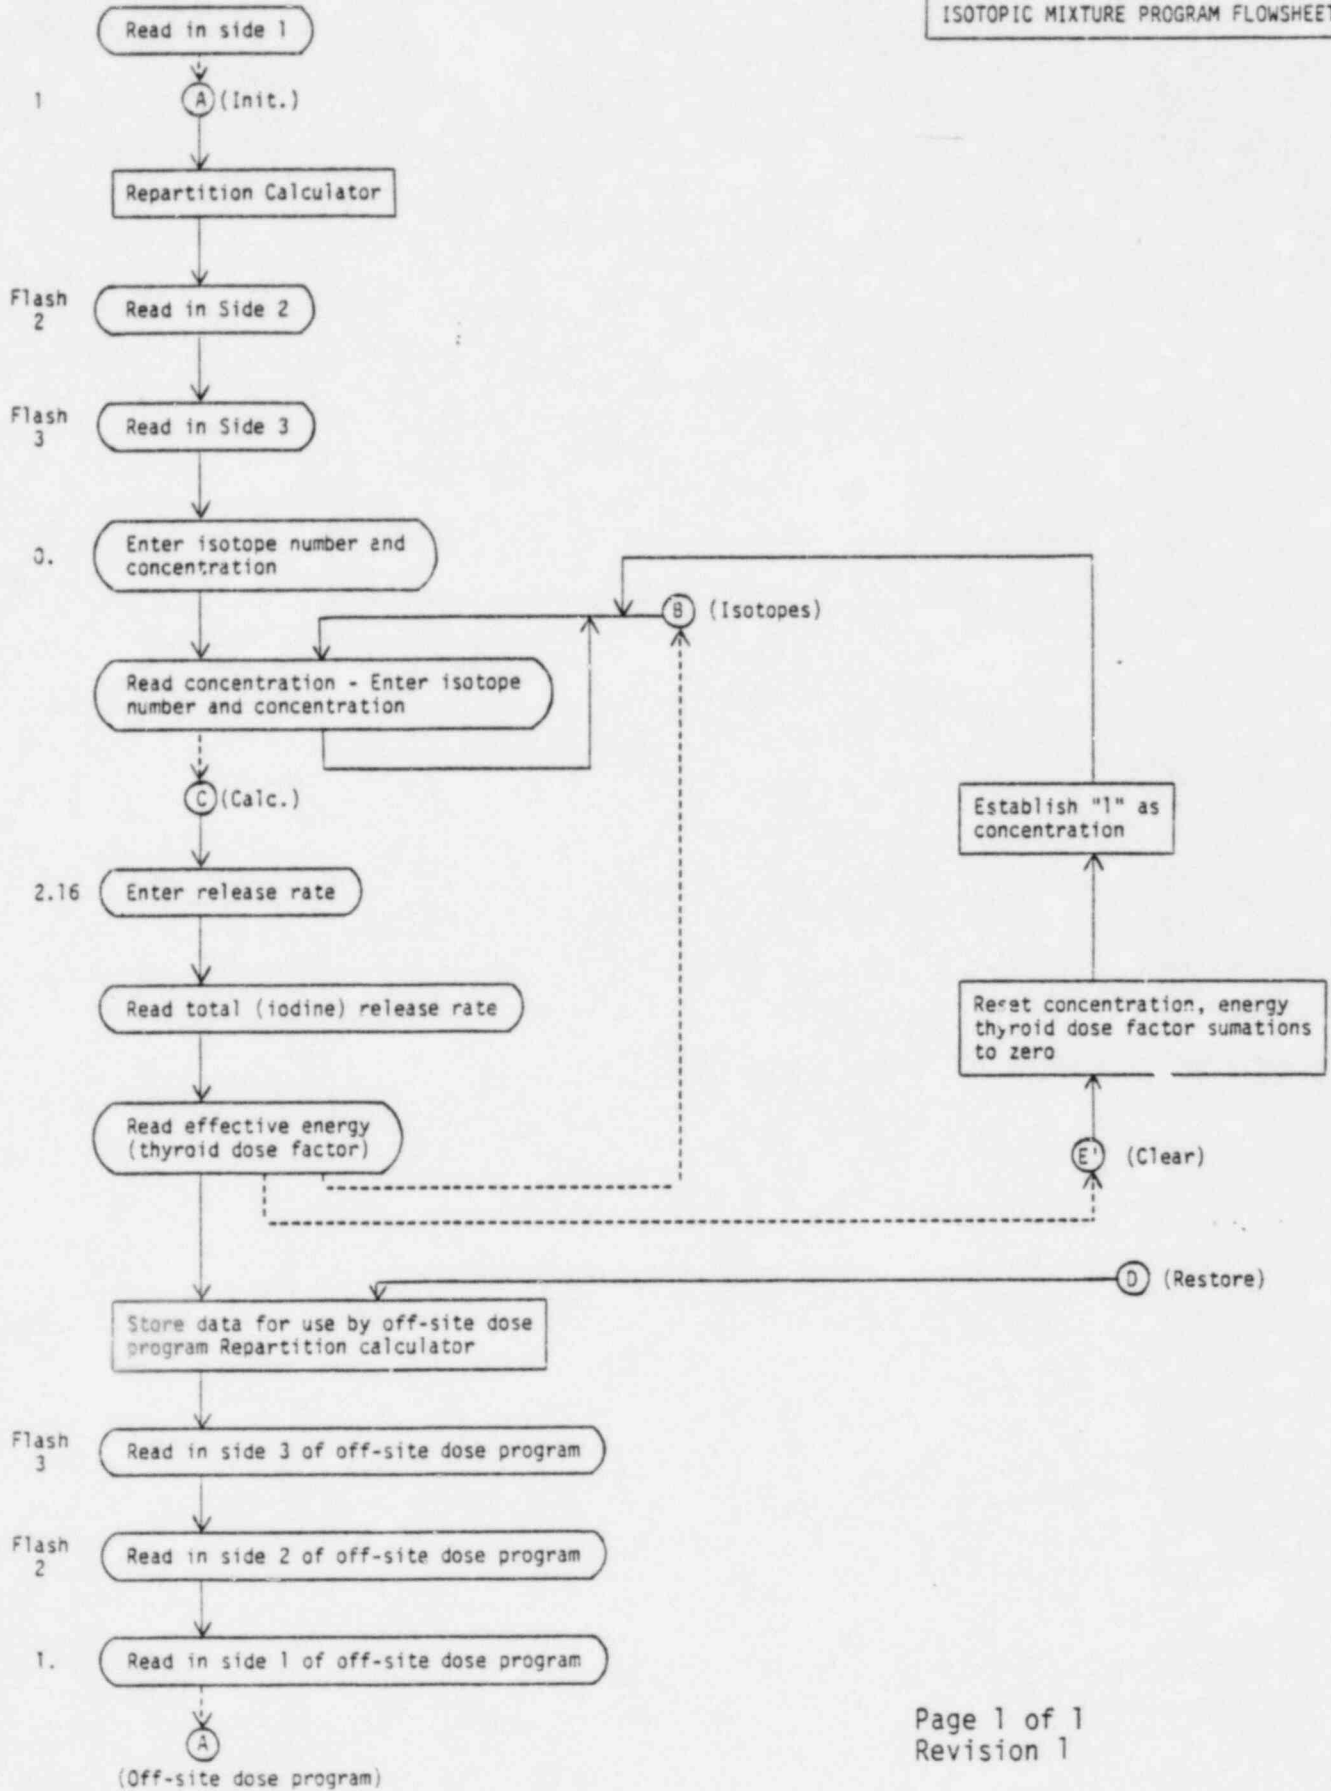 ISOTOPIC MIXTURE PROGRAM FLOWSHEET
Read in side 1
1
A (Init.)
Repartition Calculator
Flash
2
Read in Side 2
Flash
3
Read in Side 3
0.
Enter isotope number and
concentration
B (Isotopes)
Read concentration - Enter isotope
number and concentration
C (Calc.)
Establish "1" as
concentration
2.16
Enter release rate
Read total (iodine) release rate
Reset concentration, energy
thyroid dose factor sumations
to zero
Read effective energy
(thyroid dose factor)
E' (Clear)
D (Restore)
Store data for use by off-site dose
program Repartition calculator
Flash
3
Read in side 3 of off-site dose program
Flash
2
Read in side 2 of off-site dose program
1.
Read in side 1 of off-site dose program
A
(Off-site dose program)
Page 1 of 1
Revision 1